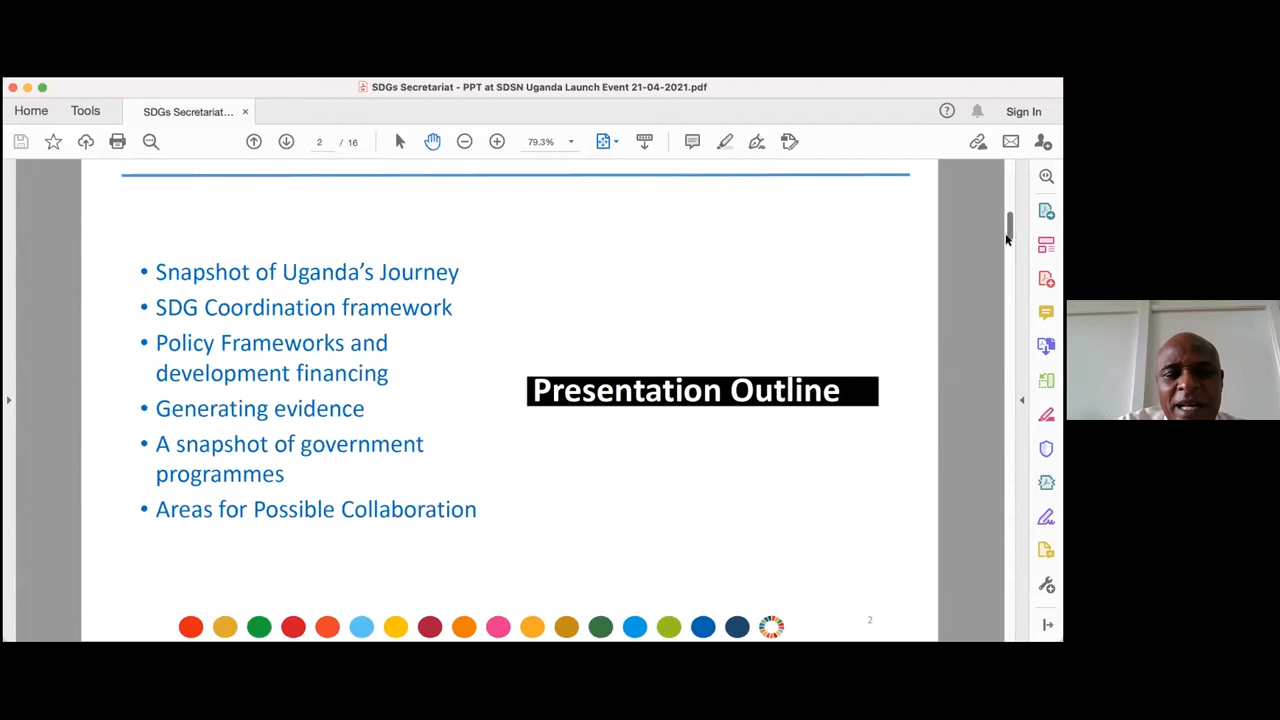 SDGs Secretariat - PPT at SDSN Uganda Launch Event 21-04-2021.pdf
Home Tools SDGs Secretariat... × Sign In
2 / 16 79.3%
• Snapshot of Uganda’s Journey
• SDG Coordination framework
• Policy Frameworks and
development financing
• Generating evidence
• A snapshot of government
programmes
• Areas for Possible Collaboration
Presentation Outline
2